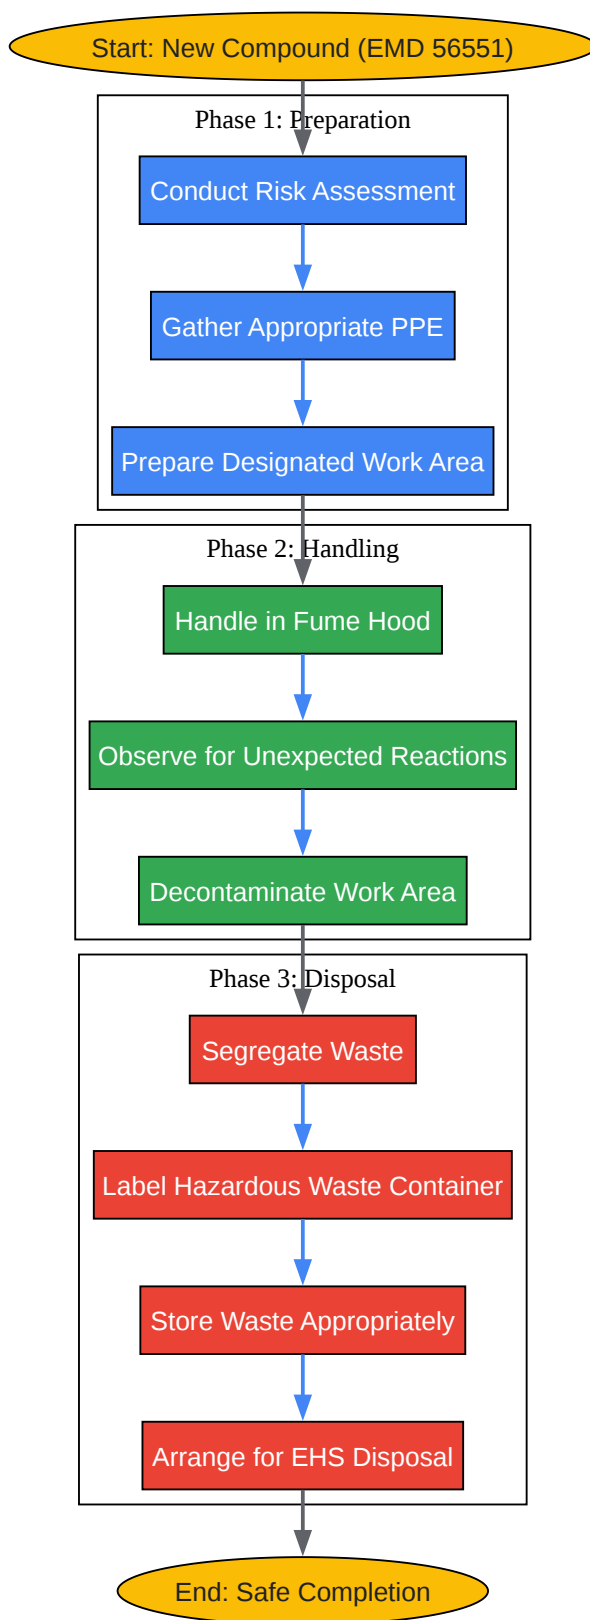 Start: New Compound (EMD 56551)
Phase 1: Preparation
Conduct Risk Assessment
Gather Appropriate PPE
Prepare Designated Work Area
Phase 2: Handling
Handle in Fume Hood
Observe for Unexpected Reactions
Decontaminate Work Area
Phase 3: Disposal
Segregate Waste
Label Hazardous Waste Container
Store Waste Appropriately
Arrange for EHS Disposal
End: Safe Completion